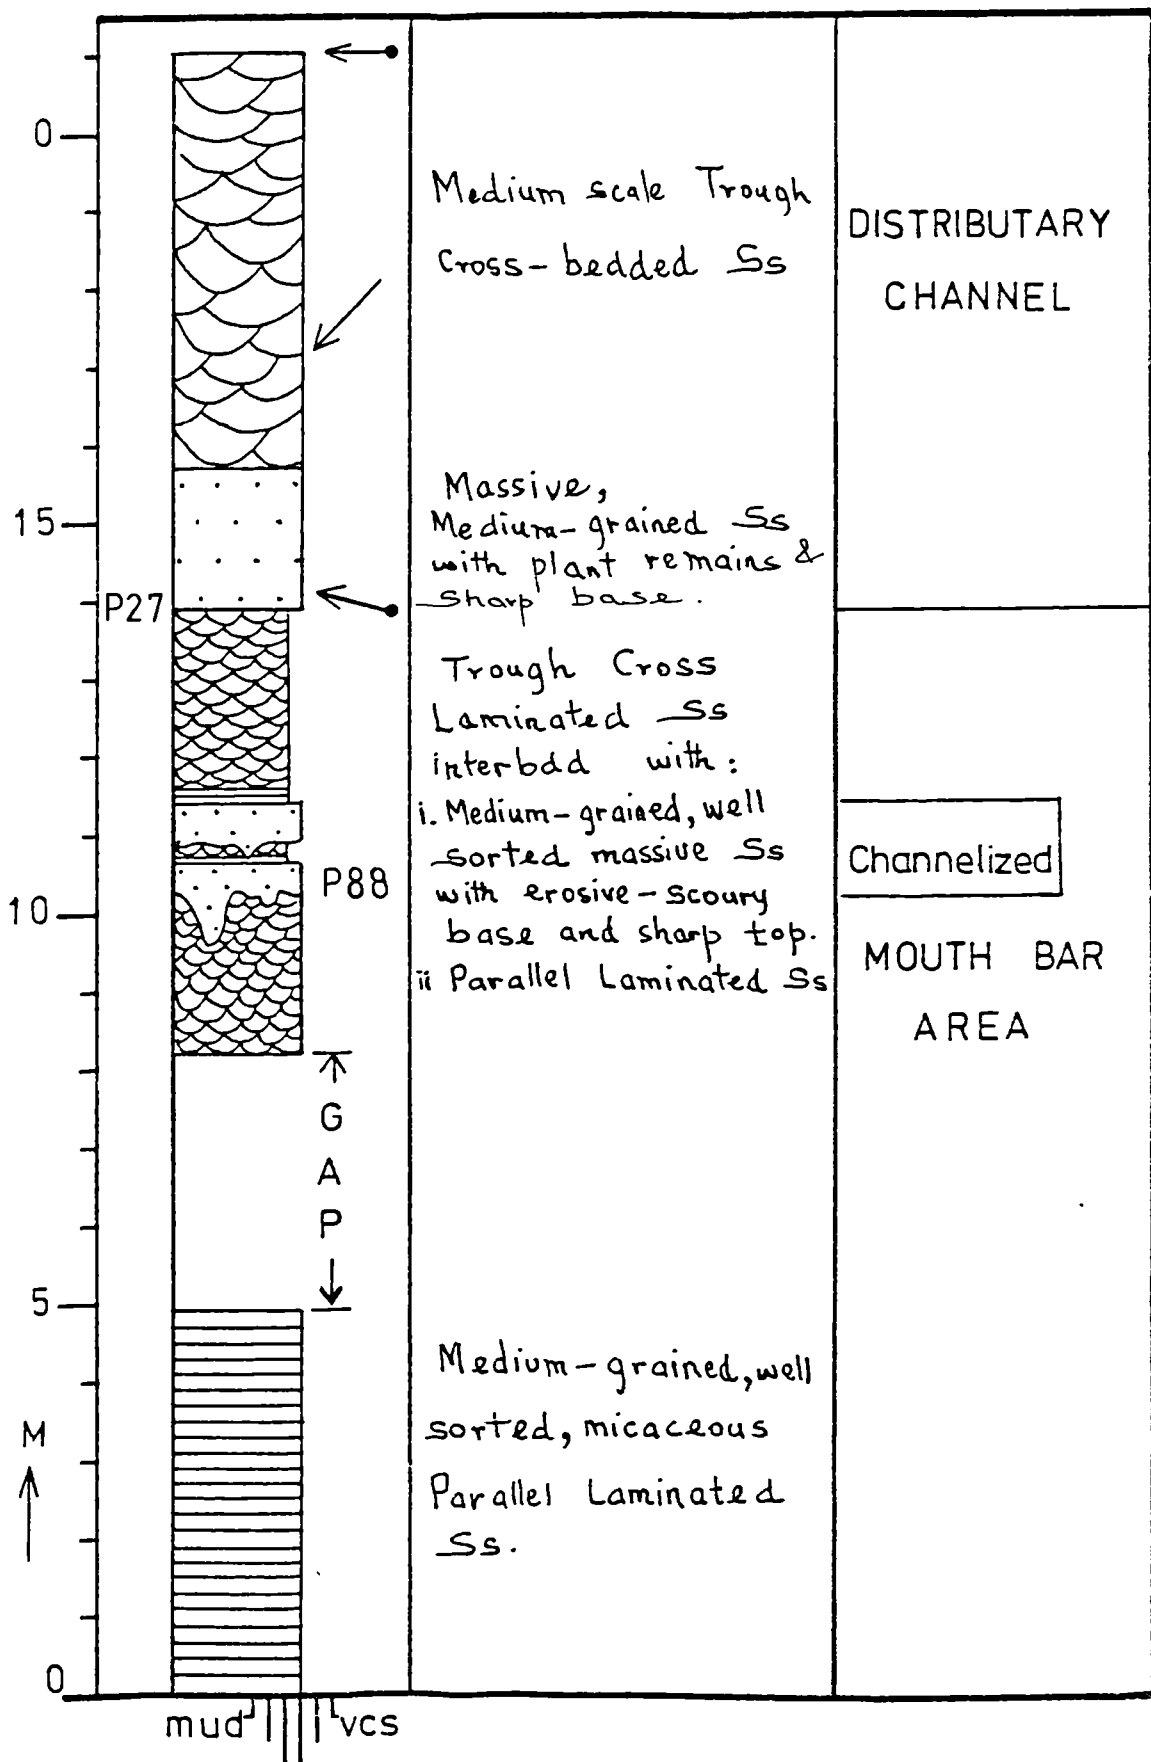 0
Medium scale Trough
Cross-bedded Ss
DISTRIBUTARY
CHANNEL
15
Massive,
Medium-grained Ss
with plant remains &
sharp base.
P27
Trough Cross
Laminated Ss
interbdd with:
i. Medium-grained, well
sorted massive Ss
with erosive-scoury
base and sharp top.
ii Parallel Laminated Ss
P88
10
Channelized
MOUTH BAR
AREA
G
A
P
5
Medium-grained, well
sorted, micaceous
Parallel Laminated
Ss.
M
0
mud vcs